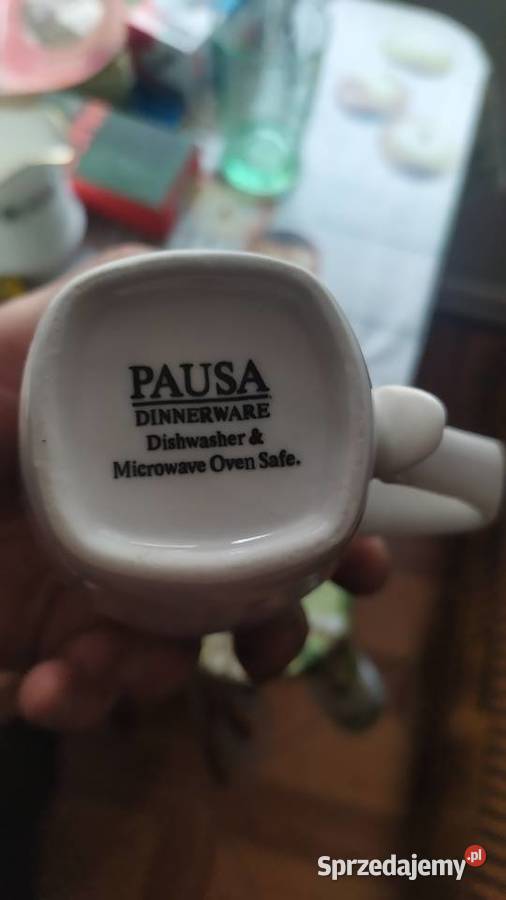 PAUSA
DINNERWARE
Dishwasher &
Microwave Oven Safe.
Sprzedajemy.pl